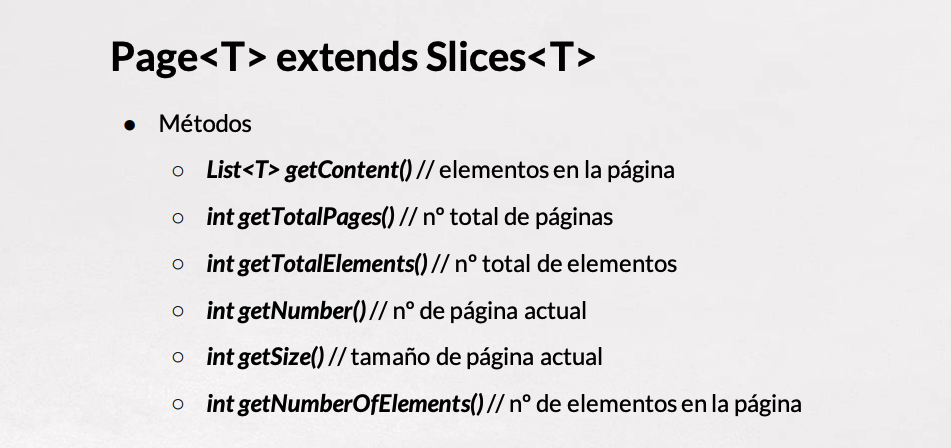 Page<T> extends Slices<T>
● Métodos
○ List<T> getContent() // elementos en la página
○ int getTotalPages() // nº total de páginas
○ int getTotalElements() // nº total de elementos
○ int getNumber() // nº de página actual
○ int getSize() // tamaño de página actual
○ int getNumberOfElements() // nº de elementos en la página